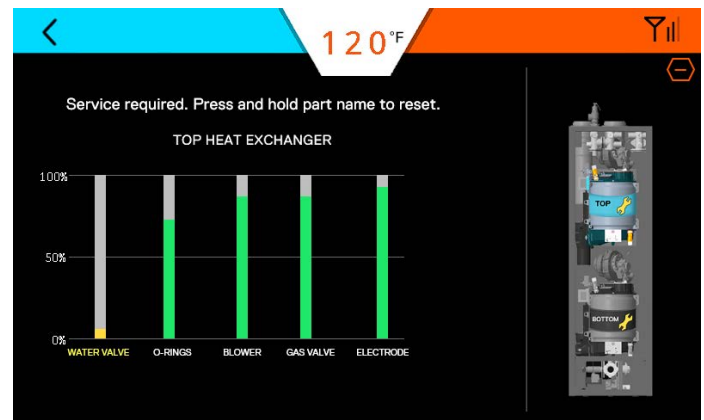 120°F
Service required. Press and hold part name to reset.
TOP HEAT EXCHANGER
100%
50%
0%
WATER VALVE O-RINGS BLOWER GAS VALVE ELECTRODE
TOP
BOTTOM